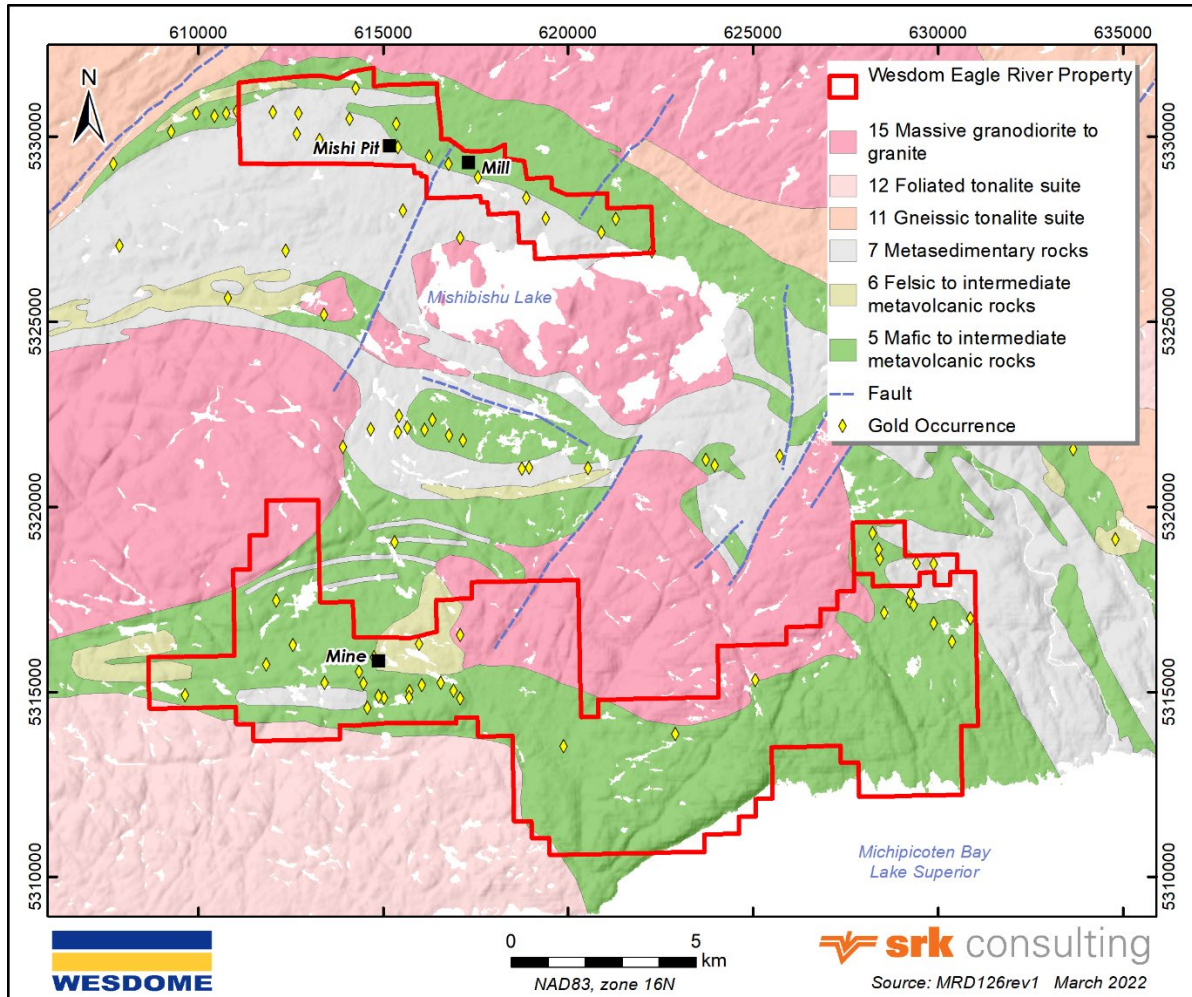 610000 615000 620000 625000 630000 635000
N
Wesdom Eagle River Property
15 Massive granodiorite to
granite
12 Foliated tonalite suite
11 Gneissic tonalite suite
7 Metasedimentary rocks
6 Felsic to intermediate
metavolcanic rocks
5 Mafic to intermediate
metavolcanic rocks
Fault
Gold Occurrence
5330000 5330000
Mishi Pit
Mill
Mishibishu Lake
5325000 5325000
5320000 5320000
Mine
5315000 5315000
Michipicoten Bay
Lake Superior
5310000 5310000
WESDOME
0 5
km
NAD83, zone 16N
srk consulting
Source: MRD126rev1 March 2022